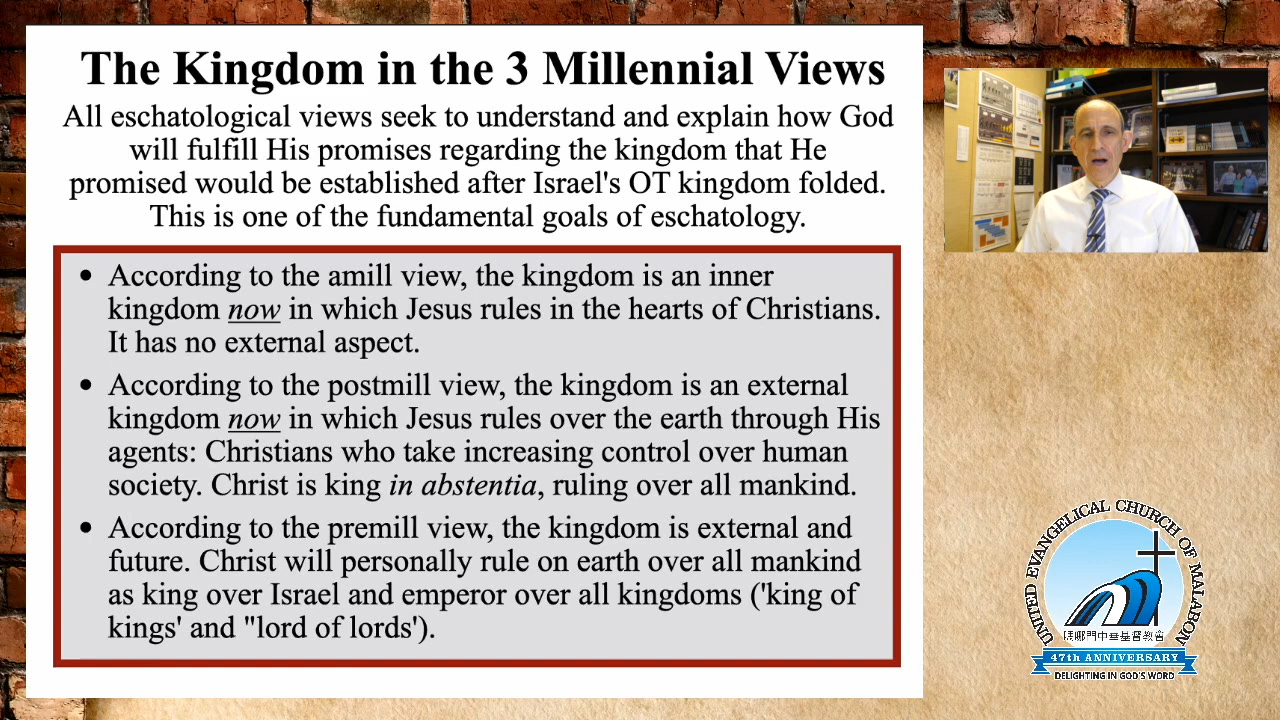 The Kingdom in the 3 Millennial Views
All eschatological views seek to understand and explain how God
will fulfill His promises regarding the kingdom that He
promised would be established after Israel's OT kingdom folded.
This is one of the fundamental goals of eschatology.
• According to the amill view, the kingdom is an inner
kingdom now in which Jesus rules in the hearts of Christians.
It has no external aspect.
• According to the postmill view, the kingdom is an external
kingdom now in which Jesus rules over the earth through His
agents: Christians who take increasing control over human
society. Christ is king in abstentia, ruling over all mankind.
• According to the premill view, the kingdom is external and
future. Christ will personally rule on earth over all mankind
as king over Israel and emperor over all kingdoms ('king of
kings' and "lord of lords').
UNITED EVANGELICAL CHURCH OF MALABON
中華基督教會
47th ANNIVERSARY
DELIGHTING IN GOD'S WORD